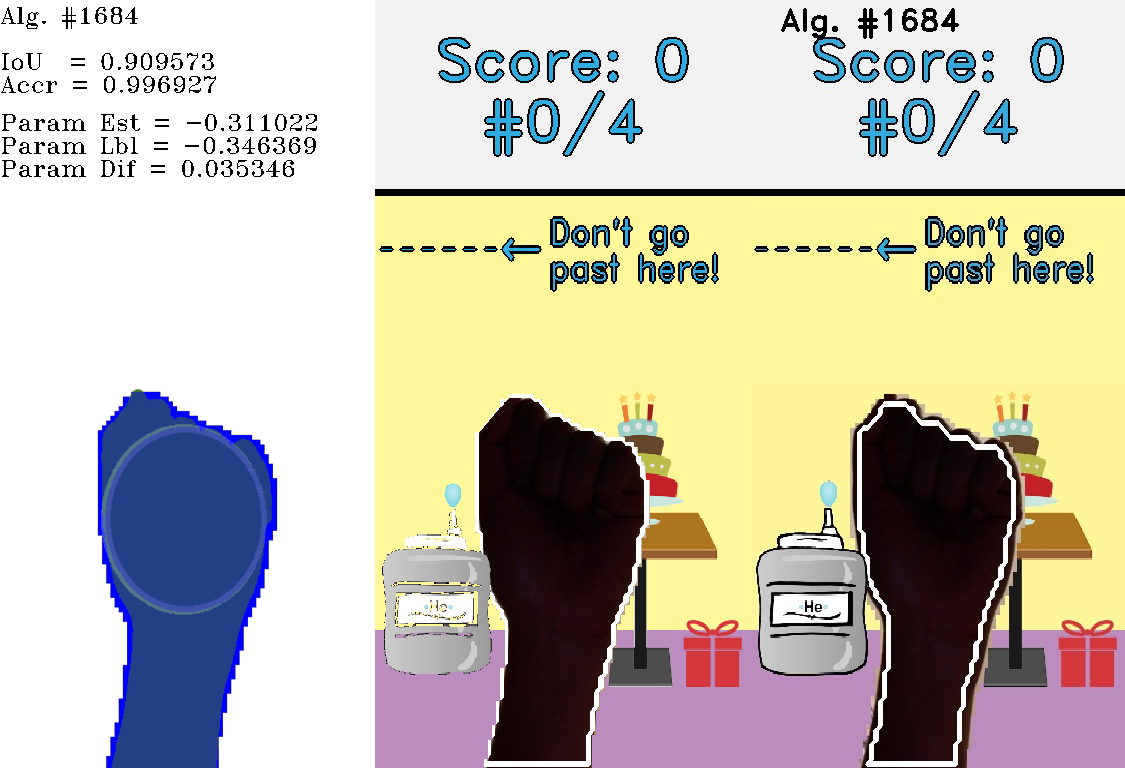 Alg. #1684
IoU = 0.909573
Accr = 0.996927
Param Est = -0.311022
Param Lbl = -0.346369
Param Dif = 0.035346
Score: 0
#0/4
Don't go
past here!
He
Alg. #1684
Score: 0
#0/4
Don't go
past here!
He